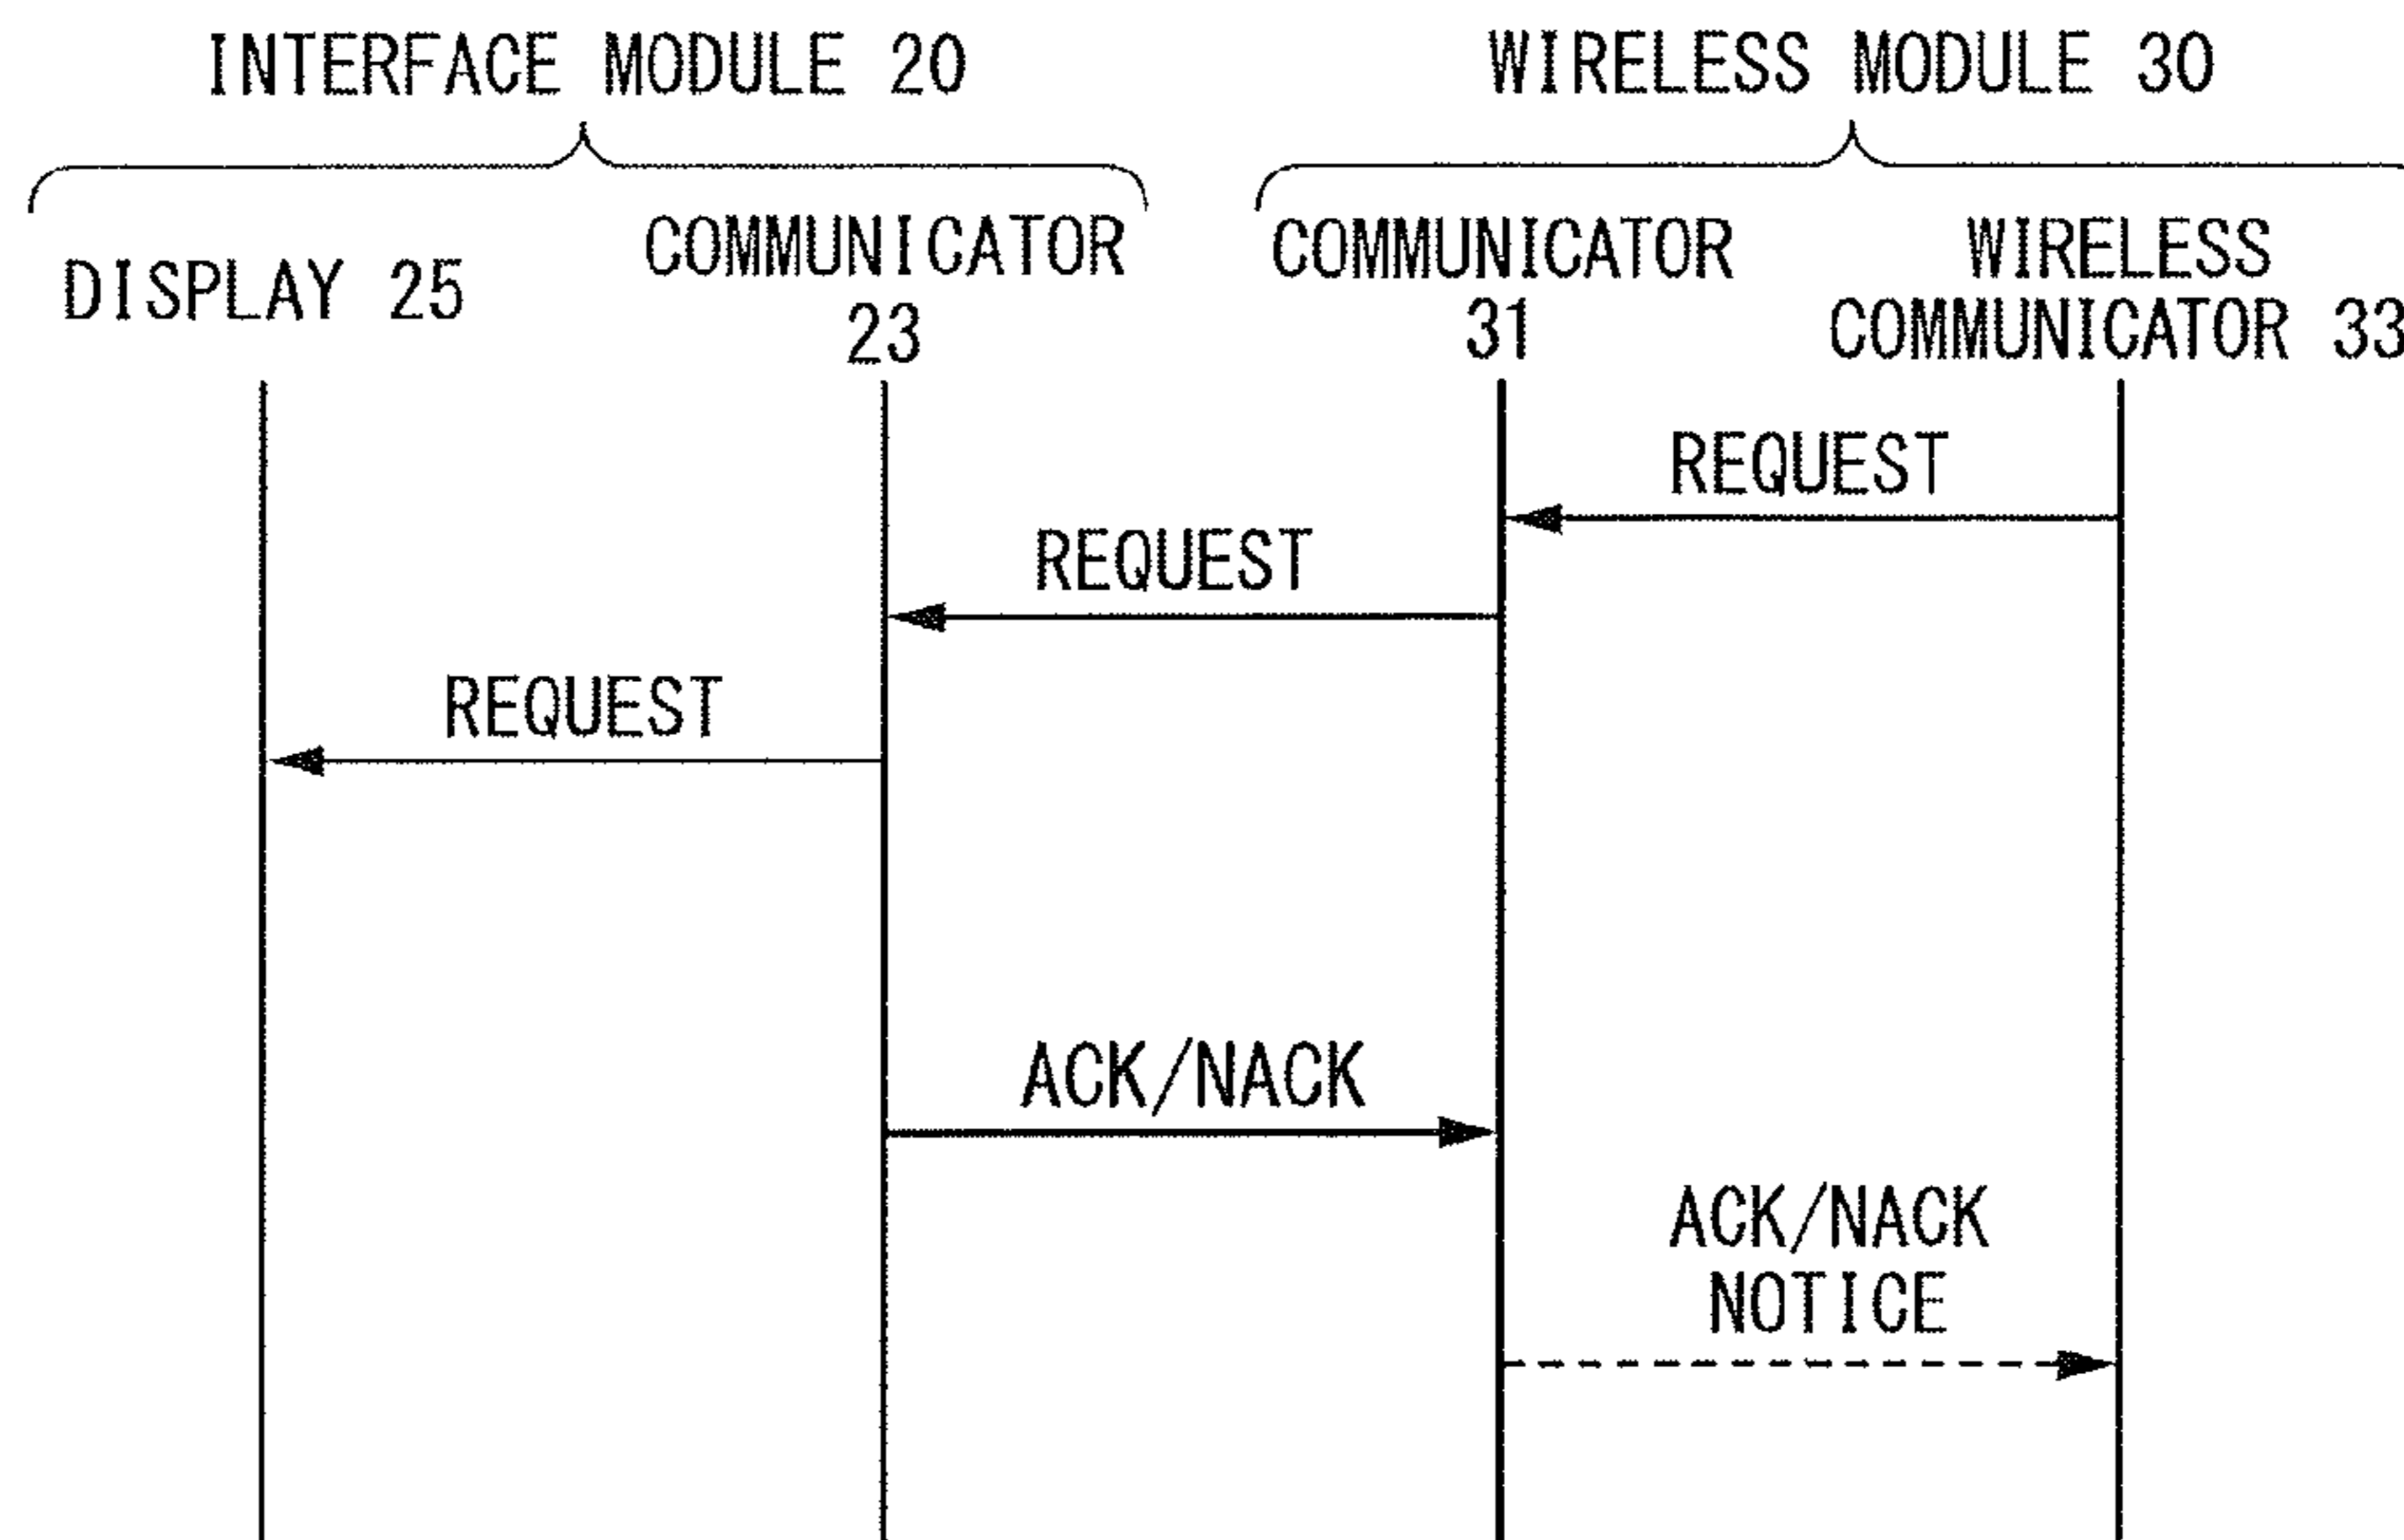 INTERFACE MODULE 20
WIRELESS MODULE 30
DISPLAY 25
COMMUNICATOR
23
COMMUNICATOR
31
WIRELESS
COMMUNICATOR 33
REQUEST
REQUEST
REQUEST
ACK/NACK
ACK/NACK
NOTICE